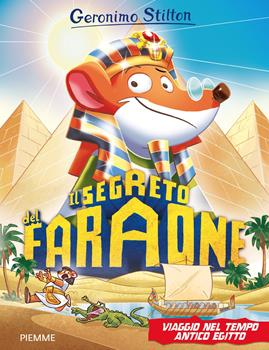 Geronimo Stilton
Il SEGRETO
del FARAONE
VIAGGIO NEL TEMPO
ANTICO EGITTO
PIEMME